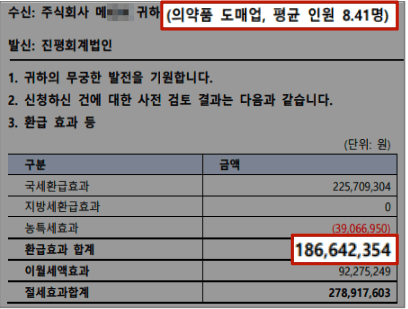 수신: 주식회사 메 귀하 (의약품 도매업, 평균 인원 8.41명)
발신: 진평회계법인
1. 귀하의 무궁한 발전을 기원합니다.
2. 신청하신 건에 대한 사전 검토 결과는 다음과 같습니다.
3. 환급 효과 등
(단위: 원)
구분 금액
국세환급효과 225,709,304
지방세환급효과 0
농특세효과 (39,066,950)
환급효과 합계 186,642,354
이월세액효과 92,275,249
절세효과합계 278,917,603